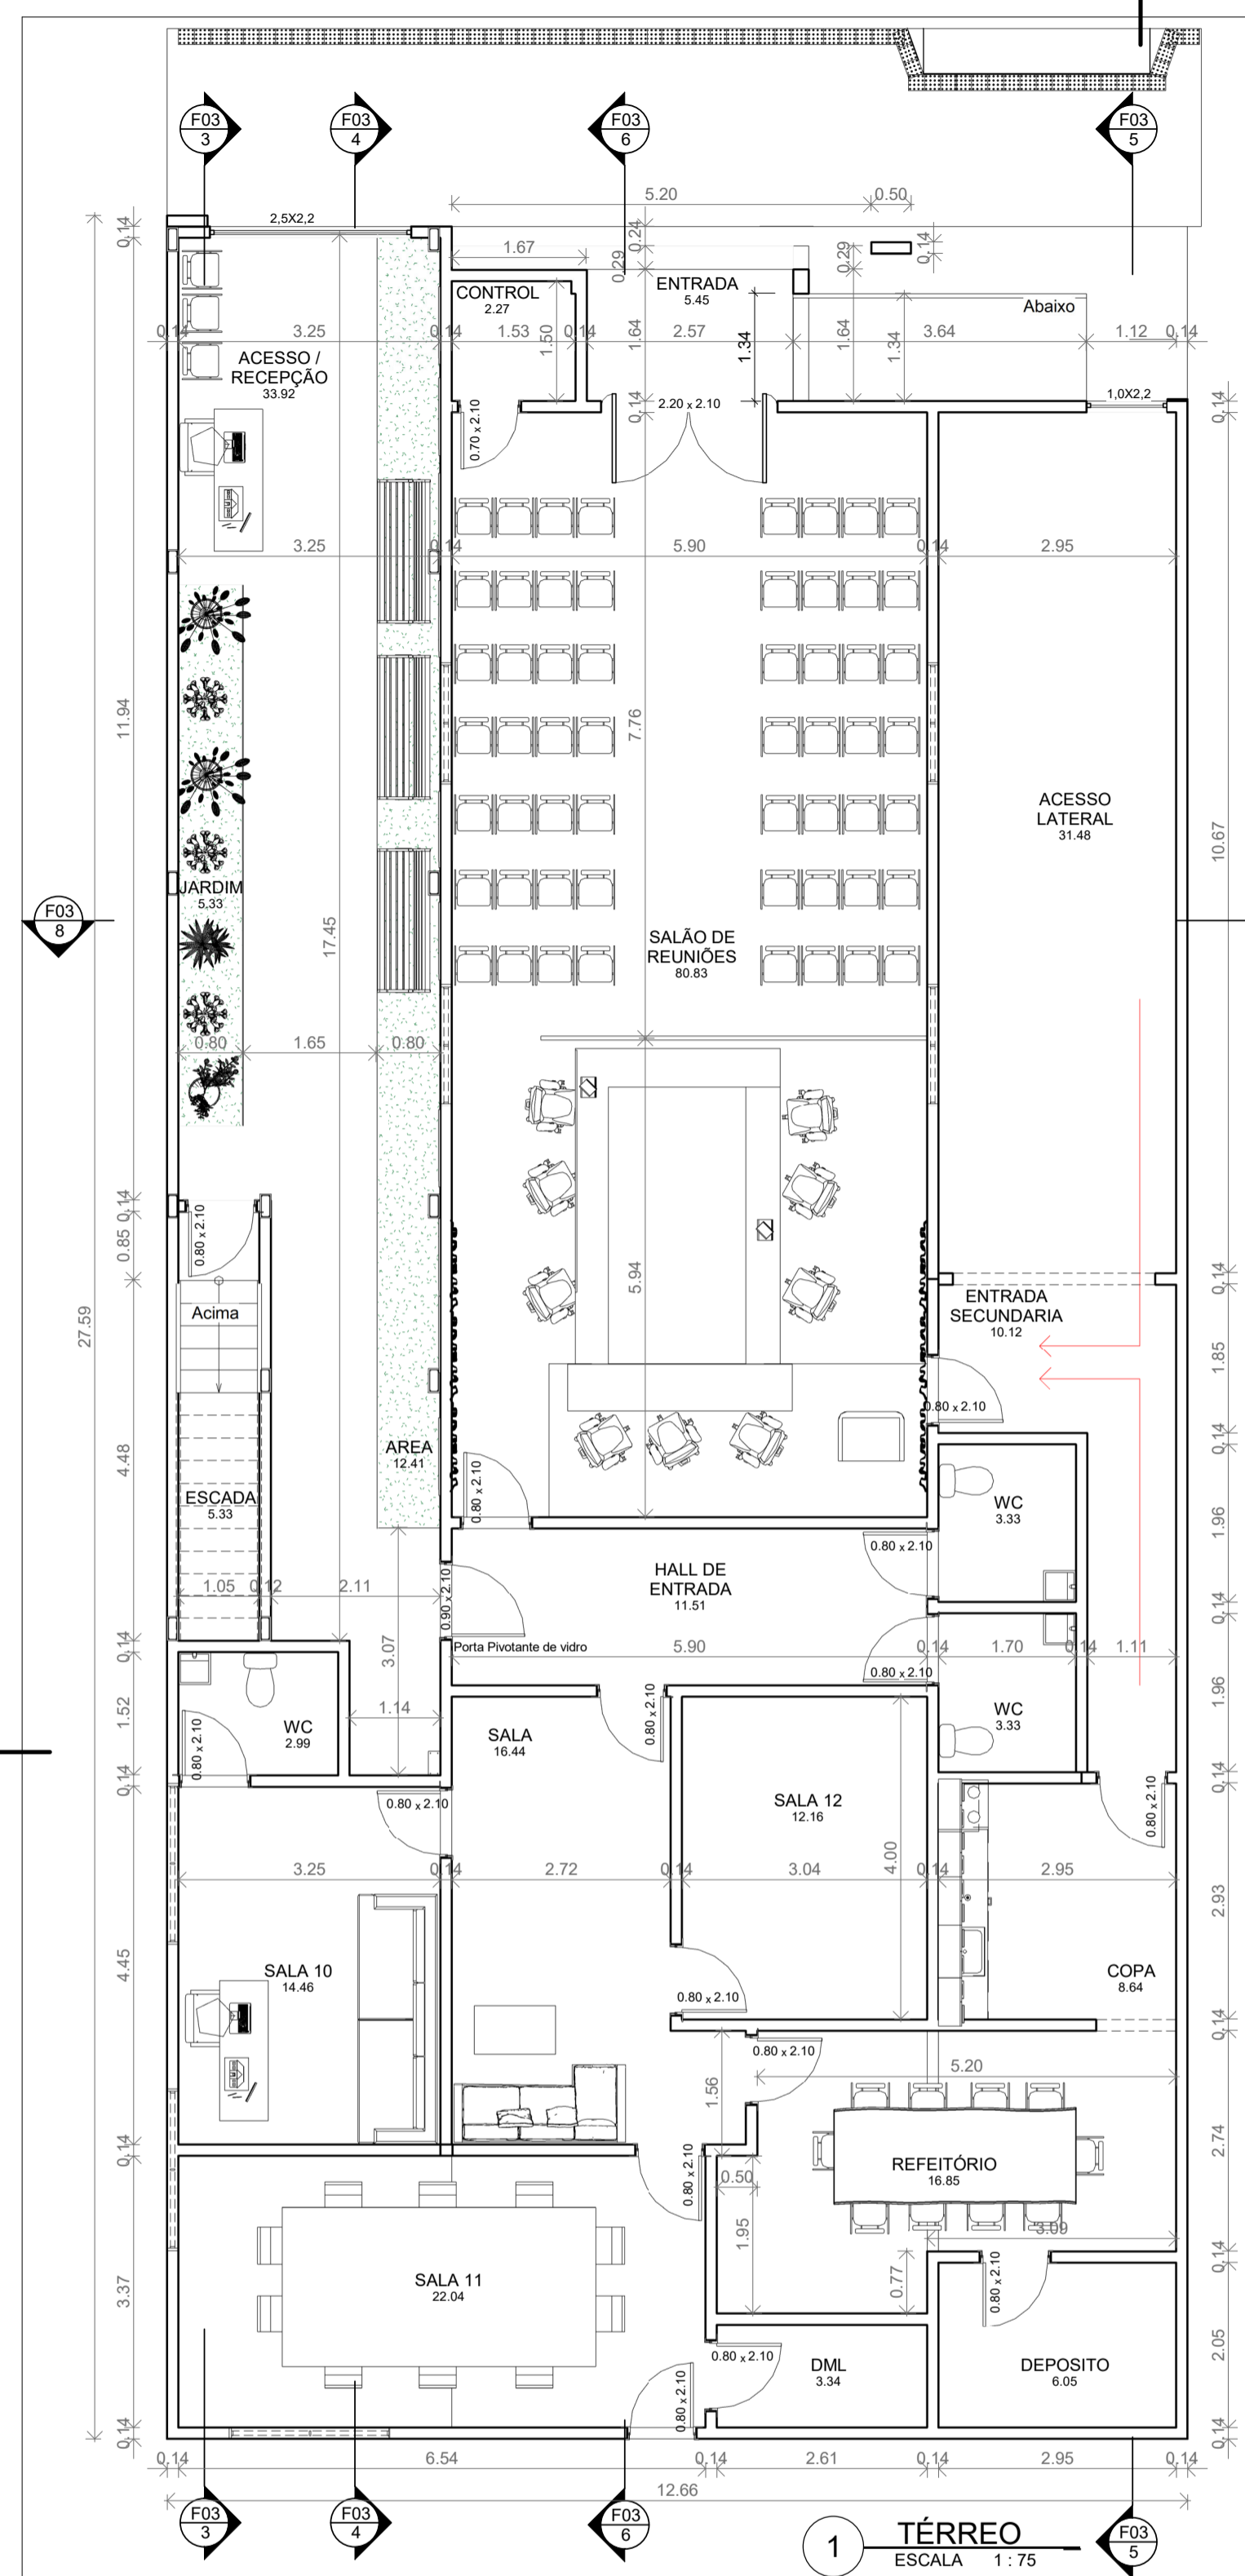 F03
3
F03
4
F03
6
F03
5
5.20
0.50
2,5X2,2
0.14
0.24
1.67
0.29
0.29
0.14
CONTROL
2.27
ENTRADA
5.45
Abaixo
0.14
3.25
0.14
1.53
0.14
2.57
3.64
1.12
0.14
1.50
1.64
1.34
1.64
1.34
ACESSO /
RECEPÇÃO
33.92
1,0X2,2
0.14
2.20 x 2.10
0.14
0.70 x 2.10
3.25
0.14
5.90
0.14
2.95
11.94
7.76
ACESSO
LATERAL
31.48
10.67
JARDIM
5.33
F03
8
17.45
SALÃO DE
REUNIÕES
80.83
0.80
1.65
0.80
0.14
0.85
0.80 x 2.10
5.94
0.14
ENTRADA
SECUNDARIA
10.12
Acima
27.59
1.85
0.80 x 2.10
4.48
AREA
12.41
0.14
0.80 x 2.10
ESCADA
5.33
WC
3.33
1.96
0.80 x 2.10
HALL DE
ENTRADA
11.51
1.05
0.12
2.11
0.90 x 2.10
0.14
0.14
3.07
Porta Pivotante de vidro
5.90
0.14
1.70
0.14
1.11
0.80 x 2.10
1.52
1.14
WC
2.99
0.80 x 2.10
SALA
16.44
0.80 x 2.10
WC
3.33
1.96
0.14
0.14
0.80 x 2.10
SALA 12
12.16
0.80 x 2.10
3.25
0.14
2.72
0.14
3.04
4.00
0.14
2.95
2.93
4.45
SALA 10
14.46
COPA
8.64
0.80 x 2.10
0.14
0.80 x 2.10
5.20
1.56
2.74
0.14
REFEITÓRIO
16.85
0.80 x 2.10
0.50
1.95
3.09
0.77
0.14
0.80 x 2.10
3.37
SALA 11
22.04
2.05
0.80 x 2.10
DML
3.34
DEPOSITO
6.05
0.80 x 2.10
0.14
0.14
0.14
6.54
0.14
2.61
0.14
2.95
0.14
12.66
F03
3
F03
4
F03
6
F03
5
1
TÉRREO
ESCALA 1 : 75